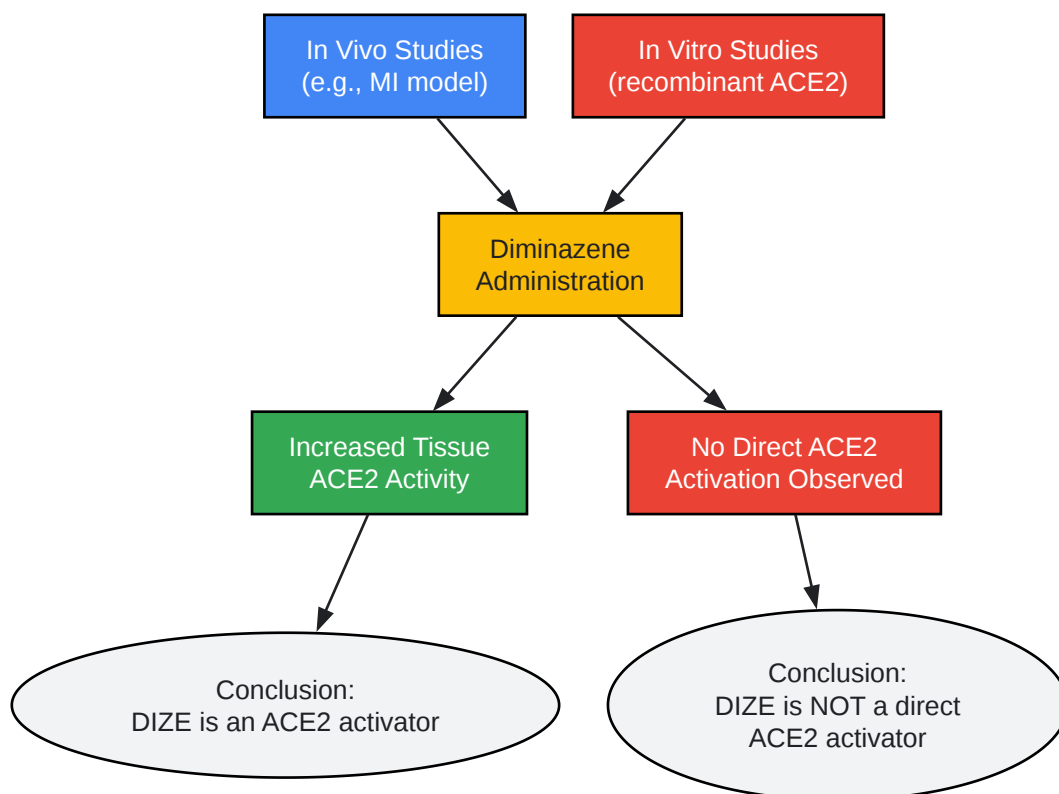 In Vivo Studies
(e.g., MI model)
In Vitro Studies
(recombinant ACE2)
Diminazene
Administration
Increased Tissue
ACE2 Activity
No Direct ACE2
Activation Observed
Conclusion:
DIZE is an ACE2 activator
Conclusion:
DIZE is NOT a direct
ACE2 activator